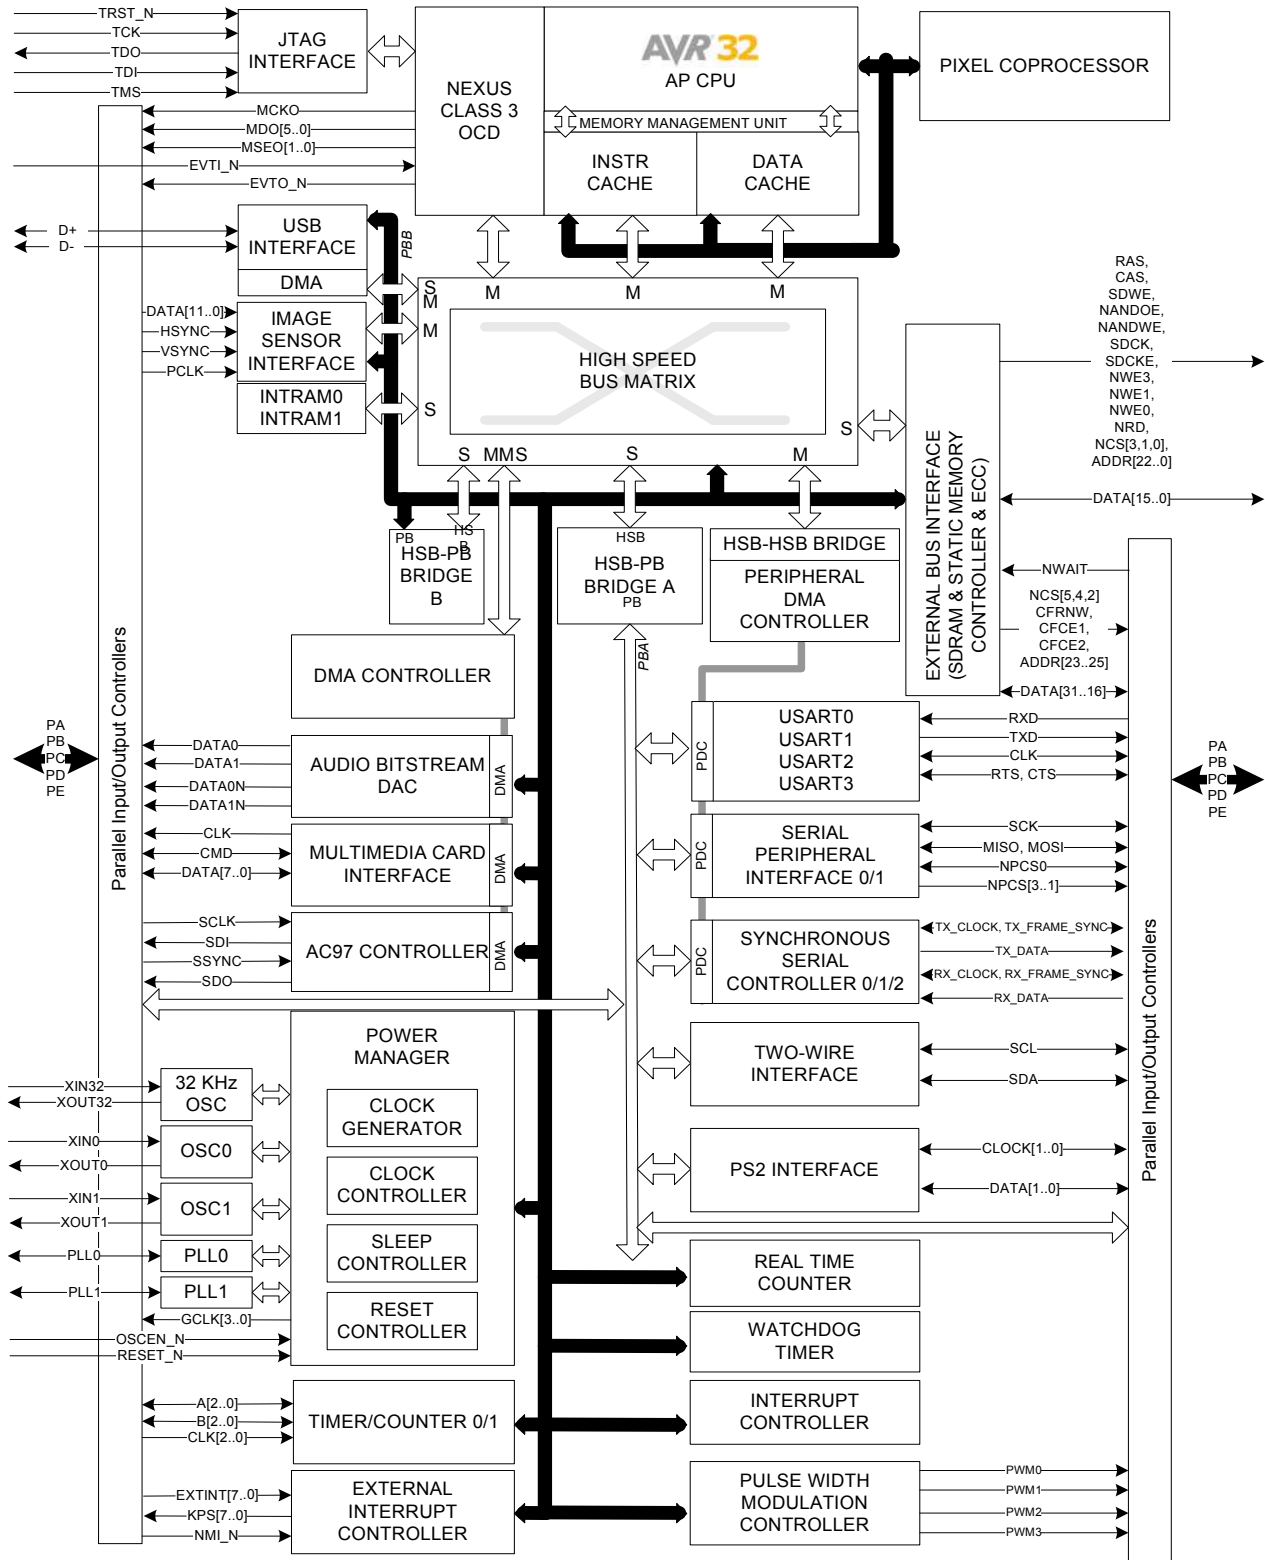 TRST_N
TCK
TDO
TDI
TMS
JTAG
INTERFACE
NEXUS
CLASS 3
OCD
AVR 32
AP CPU
MEMORY MANAGEMENT UNIT
INSTR
CACHE
DATA
CACHE
PIXEL COPROCESSOR
MCKO
MDO[5..0]
MSEO[1..0]
EVTI_N
EVTO_N
D+
D-
USB
INTERFACE
DMA
PBB
DATA[11..0]
HSYNC
VSYNC
PCLK
IMAGE
SENSOR
INTERFACE
INTRAM0
INTRAM1
S
M
M
S
M
M
M
HIGH SPEED
BUS MATRIX
S
S
MMS
S
M
RAS,
CAS,
SDWE,
NANDOE,
NANDWE,
SDCK,
SDCKE,
NWE3,
NWE1,
NWE0,
NRD,
NCS[3,1,0],
ADDR[22..0]
DATA[15..0]
EXTERNAL BUS INTERFACE
(SDRAM & STATIC MEMORY
CONTROLLER & ECC)
NWAIT
NCS[5,4,2]
CFRNW,
CFCE1,
CFCE2,
ADDR[23..25]
DATA[31..16]
PB
HS
B
HSB-PB
BRIDGE
B
HSB
HSB-PB
BRIDGE A
PB
HSB-HSB BRIDGE
PERIPHERAL
DMA
CONTROLLER
PBA
Parallel Input/Output Controllers
PA
PB
PC
PD
PE
DMA CONTROLLER
DATA0
DATA1
DATA0N
DATA1N
AUDIO BITSTREAM
DAC
DMA
CLK
CMD
DATA[7..0]
MULTIMEDIA CARD
INTERFACE
DMA
SCLK
SDI
SSYNC
SDO
AC97 CONTROLLER
DMA
PDC
USART0
USART1
USART2
USART3
RXD
TXD
CLK
RTS, CTS
PDC
SERIAL
PERIPHERAL
INTERFACE 0/1
SCK
MISO, MOSI
NPCS0
NPCS[3..1]
PDC
SYNCHRONOUS
SERIAL
CONTROLLER 0/1/2
TX_CLOCK, TX_FRAME_SYNC
TX_DATA
RX_CLOCK, RX_FRAME_SYNC
RX_DATA
PA
PB
PC
PD
PE
Parallel Input/Output Controllers
POWER
MANAGER
CLOCK
GENERATOR
CLOCK
CONTROLLER
SLEEP
CONTROLLER
RESET
CONTROLLER
XIN32
XOUT32
32 KHz
OSC
XIN0
XOUT0
OSC0
XIN1
XOUT1
OSC1
PLL0
PLL0
PLL1
PLL1
GCLK[3..0]
OSCEN_N
RESET_N
TWO-WIRE
INTERFACE
SCL
SDA
PS2 INTERFACE
CLOCK[1..0]
DATA[1..0]
REAL TIME
COUNTER
WATCHDOG
TIMER
INTERRUPT
CONTROLLER
A[2..0]
B[2..0]
CLK[2..0]
TIMER/COUNTER 0/1
EXTINT[7..0]
KPS[7..0]
NMI_N
EXTERNAL
INTERRUPT
CONTROLLER
PULSE WIDTH
MODULATION
CONTROLLER
PWM0
PWM1
PWM2
PWM3